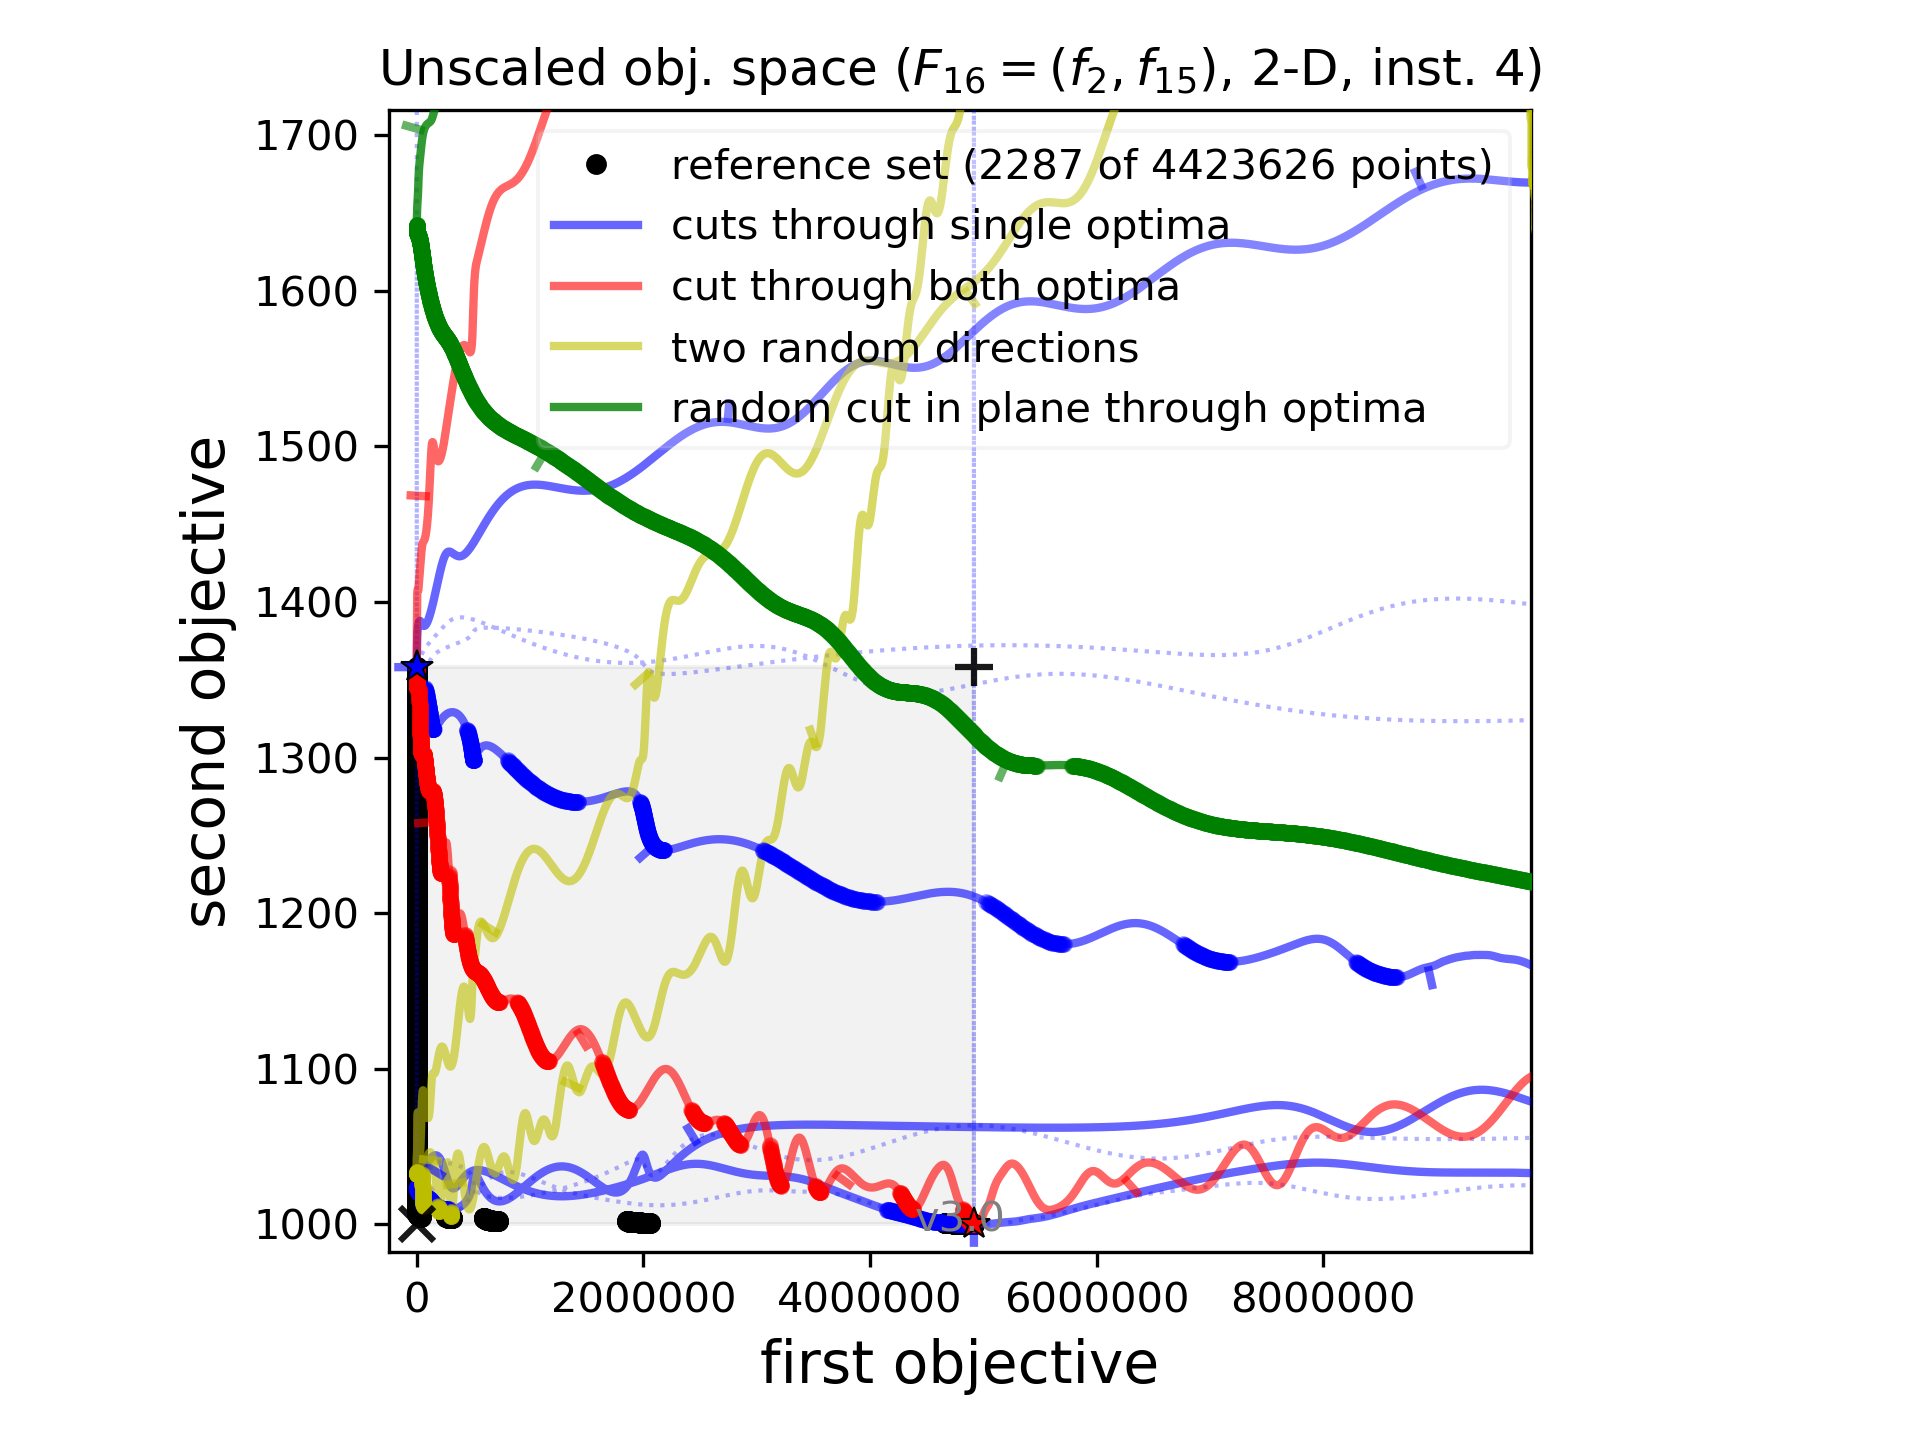 Unscaled obj. space (F16 = (f2, f15), 2-D, inst. 4)
1700
1600
1500
1400
1300
1200
1100
1000
second objective
reference set (2287 of 4423626 points)
cuts through single optima
cut through both optima
two random directions
random cut in plane through optima
v3.0
0 2000000 4000000 6000000 8000000
first objective